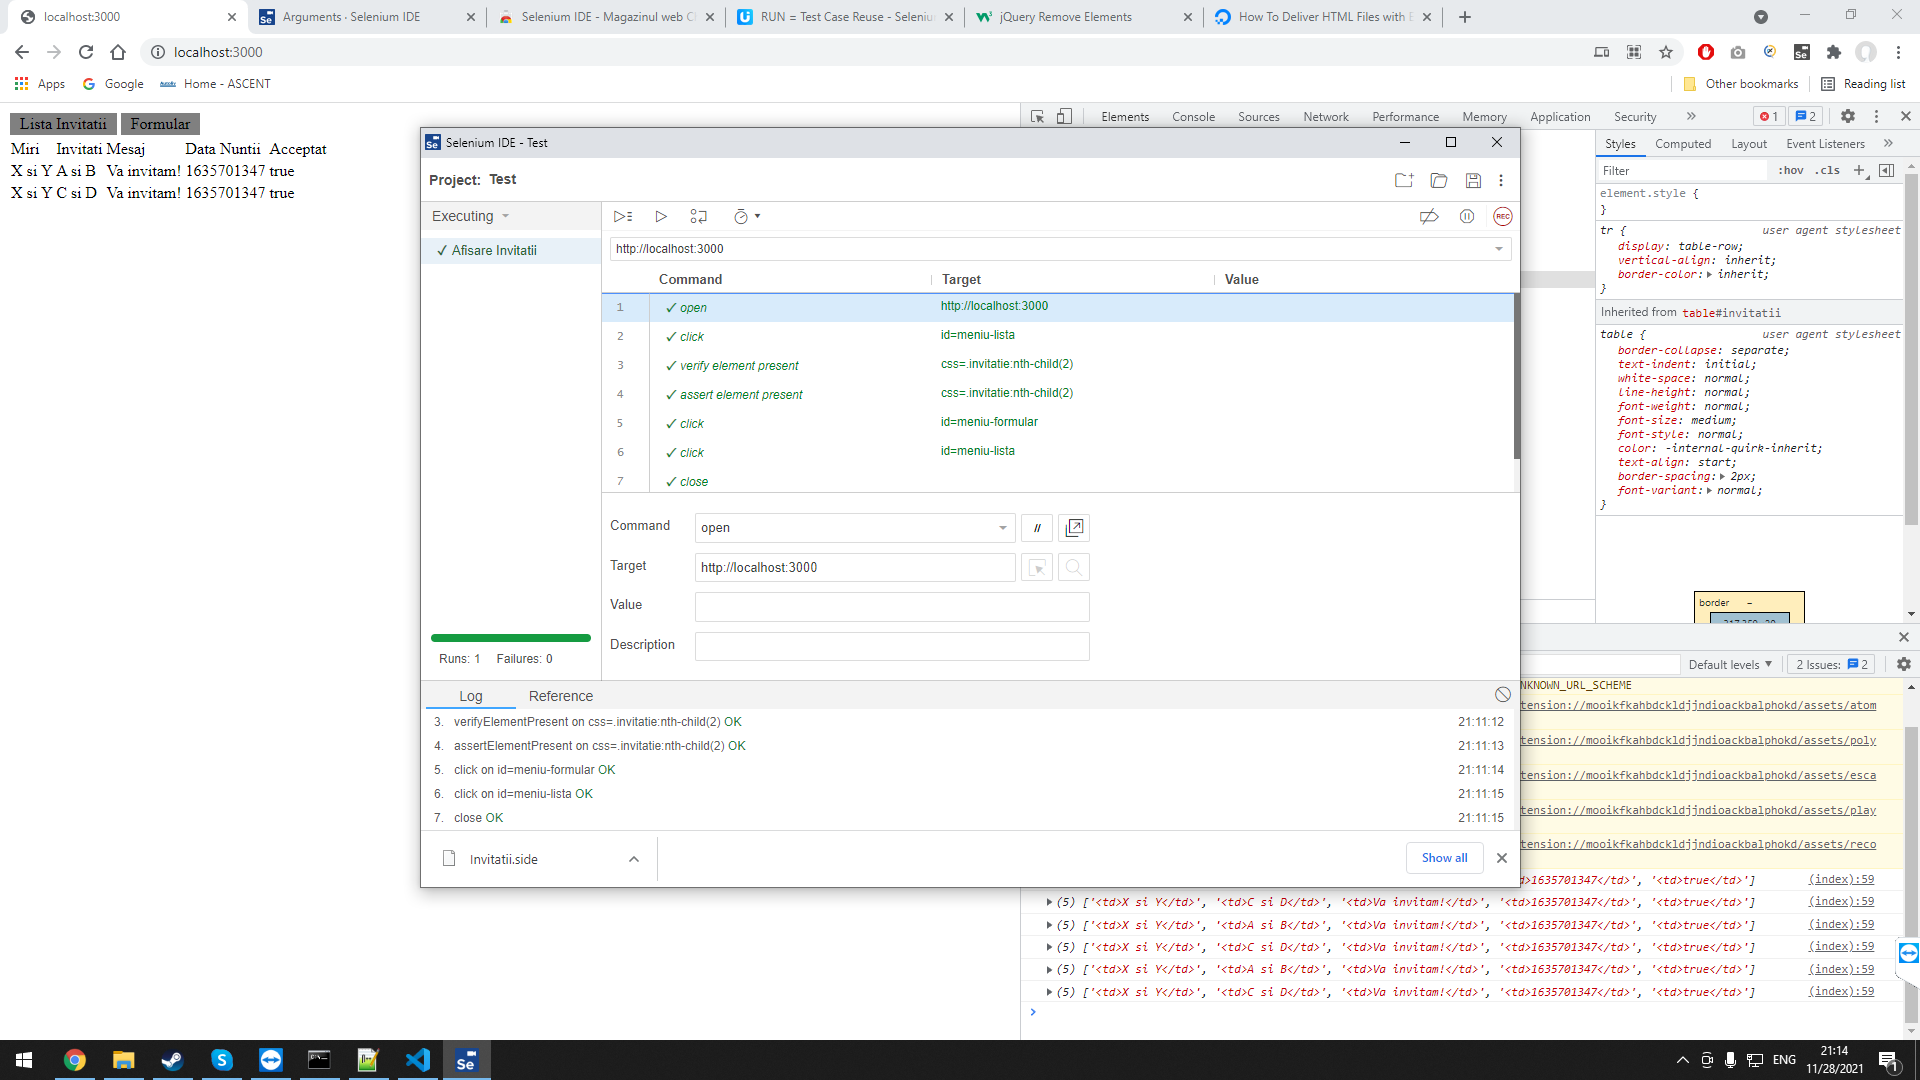 localhost:3000
Arguments · Selenium IDE
Selenium IDE - Magazinul web C
RUN = Test Case Reuse - Seleniu
jQuery Remove Elements
How To Deliver HTML Files with E
localhost:3000
Apps
Google
Home - ASCENT
Other bookmarks
Reading list
Lista Invitatii
Formular
Miri Invitati Mesaj Data Nuntii Acceptat
X si Y A si B Va invitam! 1635701347 true
X si Y C si D Va invitam! 1635701347 true
Elements Console Sources Network Performance Memory Application Security » 1 2
Selenium IDE - Test
Project: Test
Executing
Afisare Invitatii
REC
http://localhost:3000
Command Target Value
1 ✓ open http://localhost:3000
2 ✓ click id=meniu-lista
3 ✓ verify element present css=.invitatie:nth-child(2)
4 ✓ assert element present css=.invitatie:nth-child(2)
5 ✓ click id=meniu-formular
6 ✓ click id=meniu-lista
7 ✓ close
Command open //
Target http://localhost:3000
Value
Description
Runs: 1 Failures: 0
Log Reference
3. verifyElementPresent on css=.invitatie:nth-child(2) OK 21:11:12
4. assertElementPresent on css=.invitatie:nth-child(2) OK 21:11:13
5. click on id=meniu-formular OK 21:11:14
6. click on id=meniu-lista OK 21:11:15
7. close OK 21:11:15
Invitatii.side
Show all
Styles Computed Layout Event Listeners »
Filter :hov .cls +
element.style {
}
tr { user agent stylesheet
display: table-row;
vertical-align: inherit;
border-color: inherit;
}
Inherited from table#invitatii
table { user agent stylesheet
border-collapse: separate;
text-indent: initial;
white-space: normal;
line-height: normal;
font-weight: normal;
font-size: medium;
font-style: normal;
color: -internal-quirk-inherit;
text-align: start;
border-spacing: 2px;
font-variant: normal;
}
border –
Default levels 2 Issues: 2
NKNOWN_URL_SCHEME
tension://mooikfkahbdckldjjndioackbalphokd/assets/atom
tension://mooikfkahbdckldjjndioackbalphokd/assets/poly
tension://mooikfkahbdckldjjndioackbalphokd/assets/esca
tension://mooikfkahbdckldjjndioackbalphokd/assets/play
tension://mooikfkahbdckldjjndioackbalphokd/assets/reco
<td>1635701347</td>', '<td>true</td>'] (index):59
(5) ['<td>X si Y</td>', '<td>C si D</td>', '<td>Va invitam!</td>', '<td>1635701347</td>', '<td>true</td>'] (index):59
(5) ['<td>X si Y</td>', '<td>A si B</td>', '<td>Va invitam!</td>', '<td>1635701347</td>', '<td>true</td>'] (index):59
(5) ['<td>X si Y</td>', '<td>C si D</td>', '<td>Va invitam!</td>', '<td>1635701347</td>', '<td>true</td>'] (index):59
(5) ['<td>X si Y</td>', '<td>A si B</td>', '<td>Va invitam!</td>', '<td>1635701347</td>', '<td>true</td>'] (index):59
(5) ['<td>X si Y</td>', '<td>C si D</td>', '<td>Va invitam!</td>', '<td>1635701347</td>', '<td>true</td>'] (index):59
ENG
21:14
11/28/2021
1